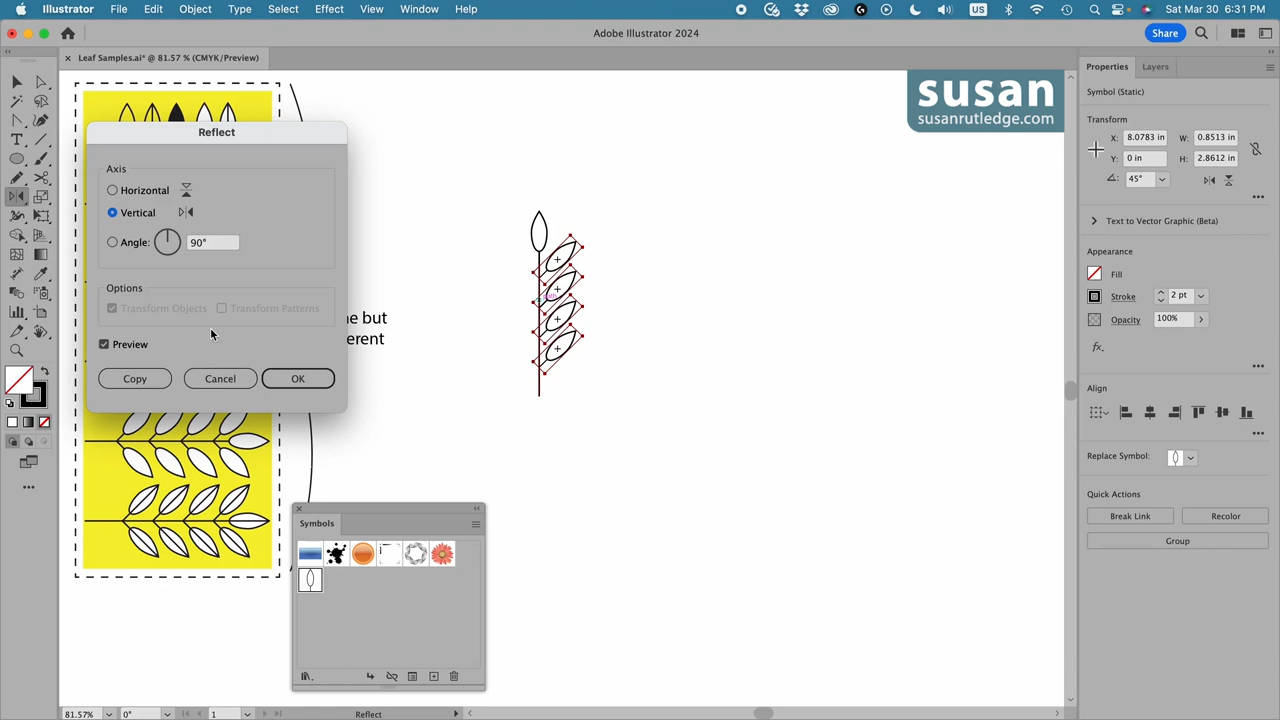 Illustrator File Edit Object Type Select Effect View Window Help US Sat Mar 30 6:31 PM
Adobe Illustrator 2024
Share
Leaf Samples.ai* @ 81.57 % (CMYK/Preview)
Properties
Layers
susan
susanrutledge.com
Symbol (Static)
Transform
X: 8.0783 in W: 0.8513 in
Y: 0 in H: 2.8612 in
45°
Text to Vector Graphic (Beta)
Appearance
Fill
Stroke 2 pt
Opacity 100%
fx.
Align
Replace Symbol:
Quick Actions
Break Link
Recolor
Group
Reflect
Axis
Horizontal
Vertical
Angle: 90°
Options
Transform Objects
Transform Patterns
Preview
Copy
Cancel
OK
ne but
erent
Symbols
81.57% 0° 1 Reflect